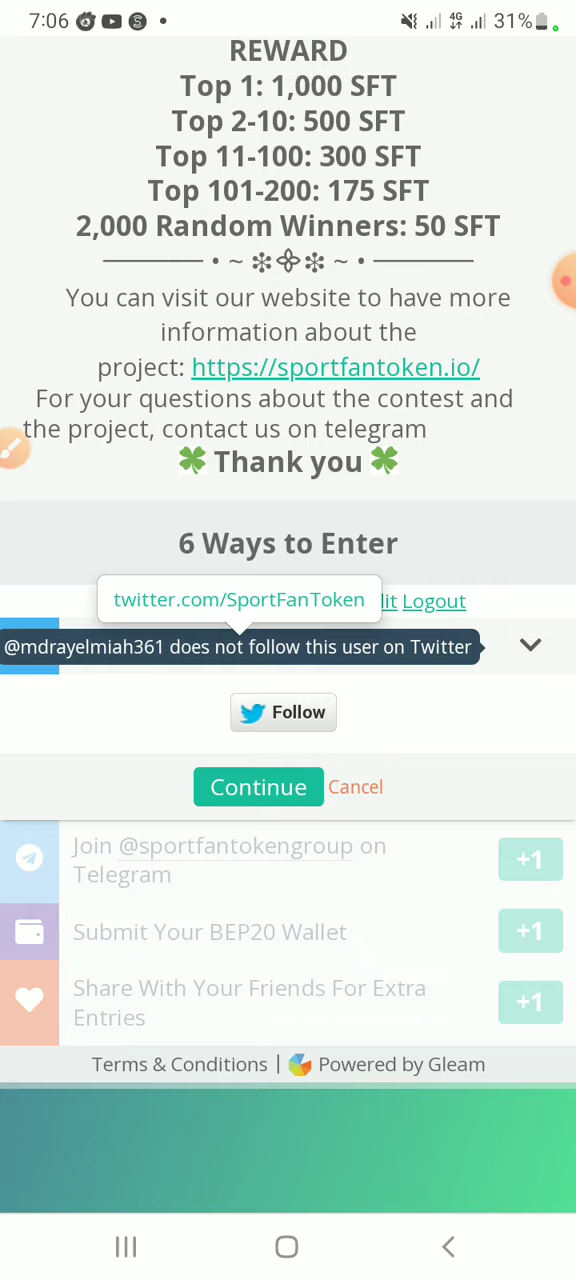 7:06
4G
31%
REWARD
Top 1: 1,000 SFT
Top 2-10: 500 SFT
Top 11-100: 300 SFT
Top 101-200: 175 SFT
2,000 Random Winners: 50 SFT
You can visit our website to have more
information about the
project: https://sportfantoken.io/
For your questions about the contest and
the project, contact us on telegram
🍀 Thank you 🍀
6 Ways to Enter
twitter.com/SportFanToken
Logout
@mdrayelmiah361 does not follow this user on Twitter
Follow
Continue Cancel
Join @sportfantokengroup on
Telegram
+1
Submit Your BEP20 Wallet
+1
Share With Your Friends For Extra
Entries
+1
Terms & Conditions | Powered by Gleam